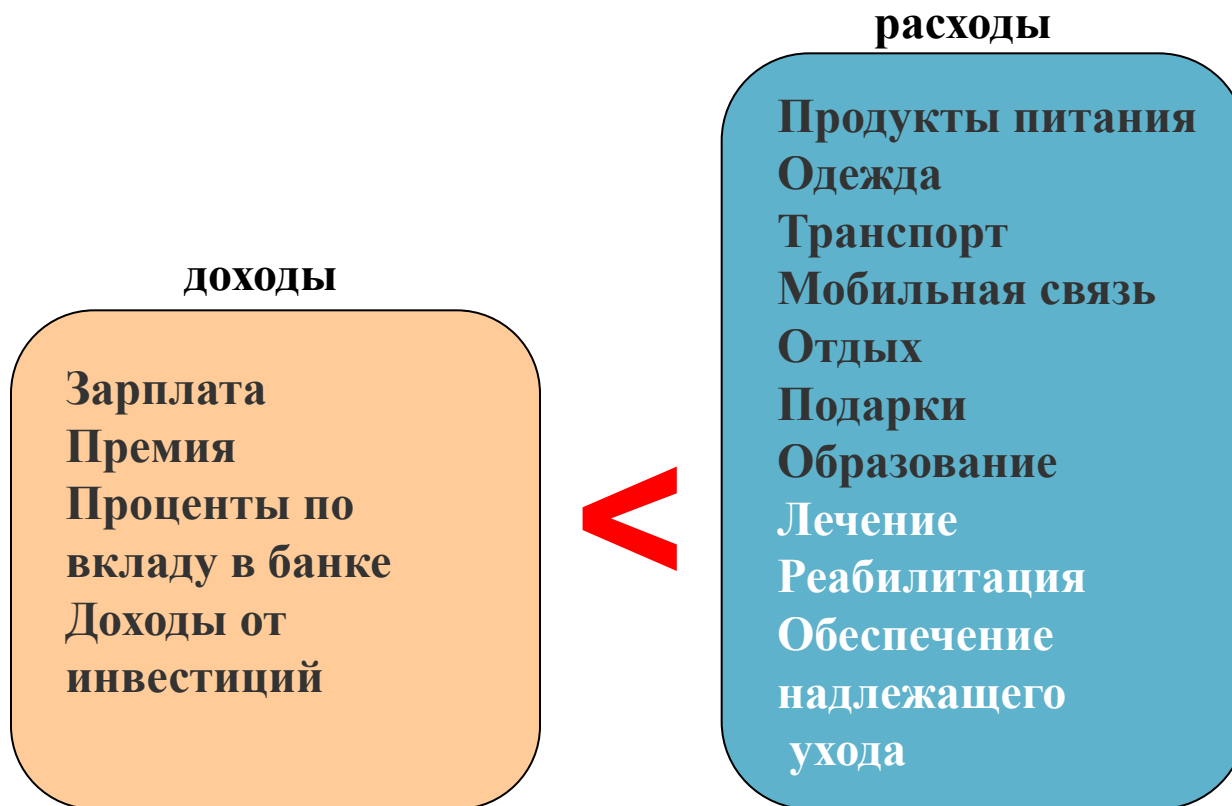 доходы
Зарплата
Премия
Проценты по
вкладу в банке
Доходы от
инвестиций
<
расходы
Продукты питания
Одежда
Транспорт
Мобильная связь
Отдых
Подарки
Образование
Лечение
Реабилитация
Обеспечение
надлежащего
ухода